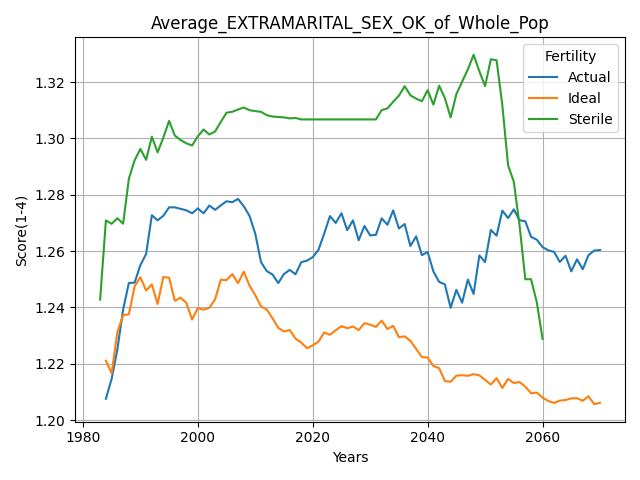 Average_EXTRAMARITAL_SEX_OK_of_Whole_Pop
Fertility
Actual
Ideal
Sterile
Score(1-4)
1.32
1.30
1.28
1.26
1.24
1.22
1.20
1980 2000 2020 2040 2060
Years